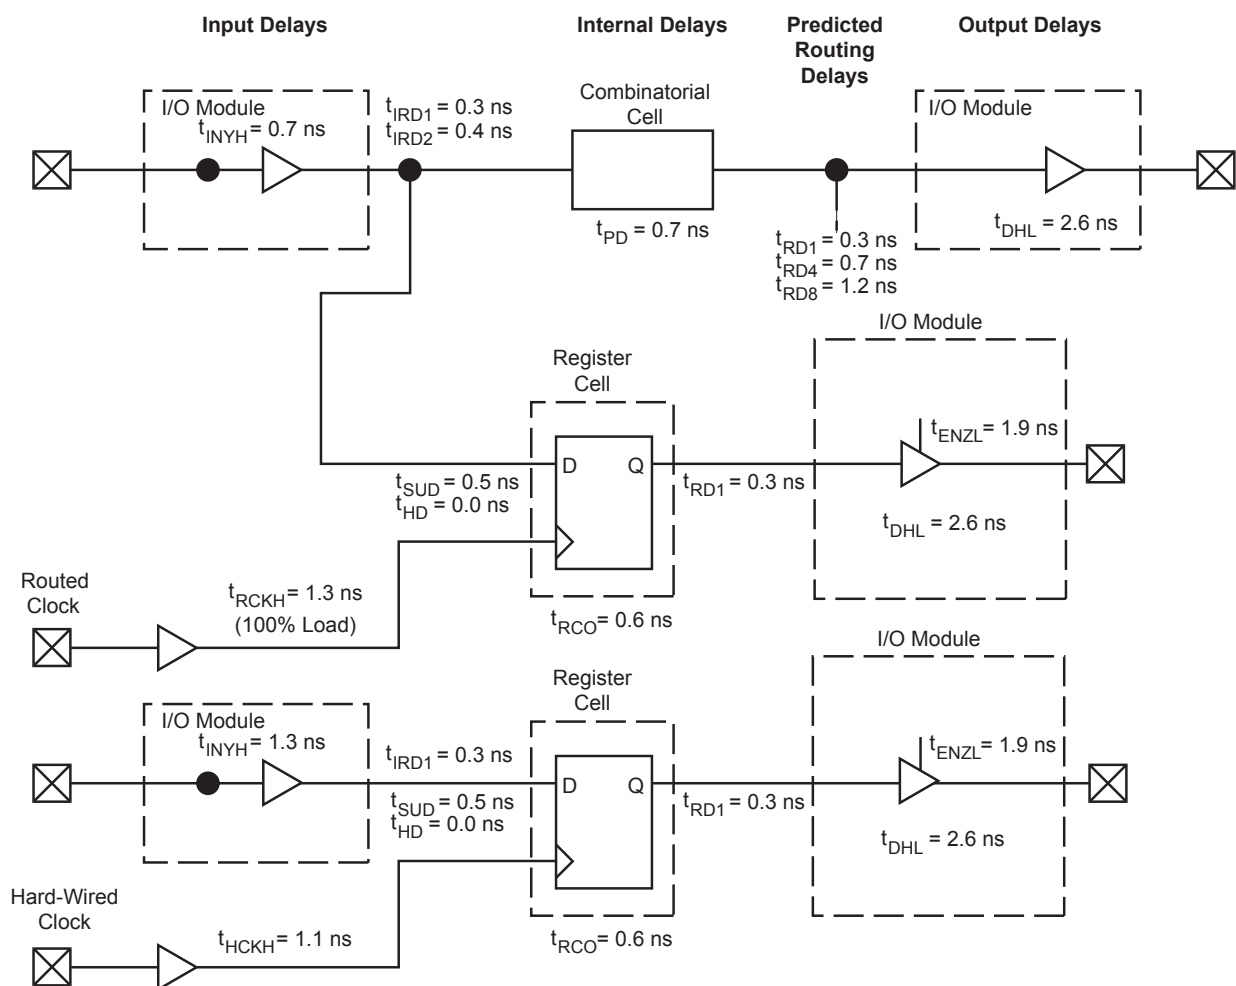 Input Delays
Internal Delays
Predicted
Routing
Delays
Output Delays
I/O Module
tINYH = 0.7 ns
tIRD1 = 0.3 ns
tIRD2 = 0.4 ns
Combinatorial
Cell
tPD = 0.7 ns
I/O Module
tDHL = 2.6 ns
tRD1 = 0.3 ns
tRD4 = 0.7 ns
tRD8 = 1.2 ns
I/O Module
Register
Cell
tENZL = 1.9 ns
D Q
tSUD = 0.5 ns
tHD = 0.0 ns
tRD1 = 0.3 ns
tDHL = 2.6 ns
Routed
Clock
tRCKH = 1.3 ns
(100% Load)
tRCO = 0.6 ns
I/O Module
Register
Cell
I/O Module
tINYH = 1.3 ns
tIRD1 = 0.3 ns
tENZL = 1.9 ns
D Q
tSUD = 0.5 ns
tHD = 0.0 ns
tRD1 = 0.3 ns
tDHL = 2.6 ns
Hard-Wired
Clock
tHCKH = 1.1 ns
tRCO = 0.6 ns